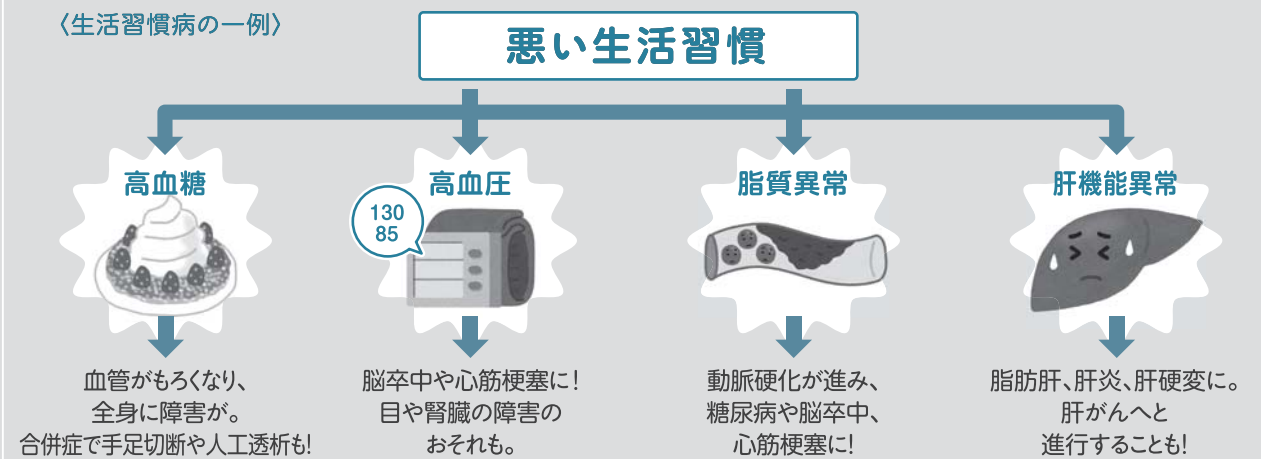 〈生活習慣病の一例〉
悪い生活習慣
高血糖
血管がもろくなり、
全身に障害が。
合併症で手足切断や人工透析も!
高血圧
130
85
脳卒中や心筋梗塞に!
目や腎臓の障害の
おそれも。
脂質異常
動脈硬化が進み、
糖尿病や脳卒中、
心筋梗塞に!
肝機能異常
脂肪肝、肝炎、肝硬変に。
肝がんへと
進行することも!